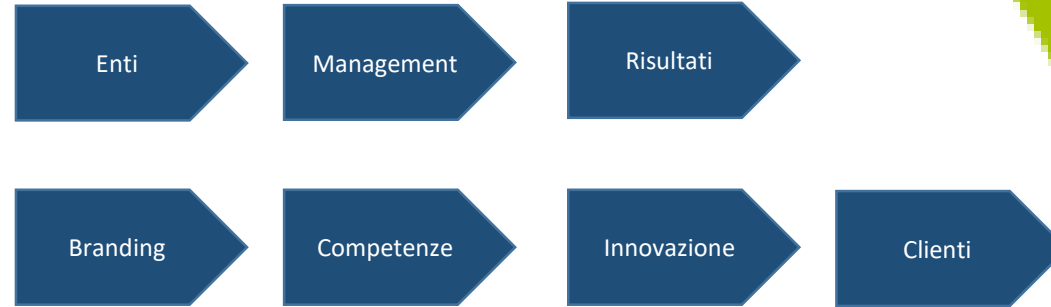 Enti
Management
Risultati
Branding
Competenze
Innovazione
Clienti